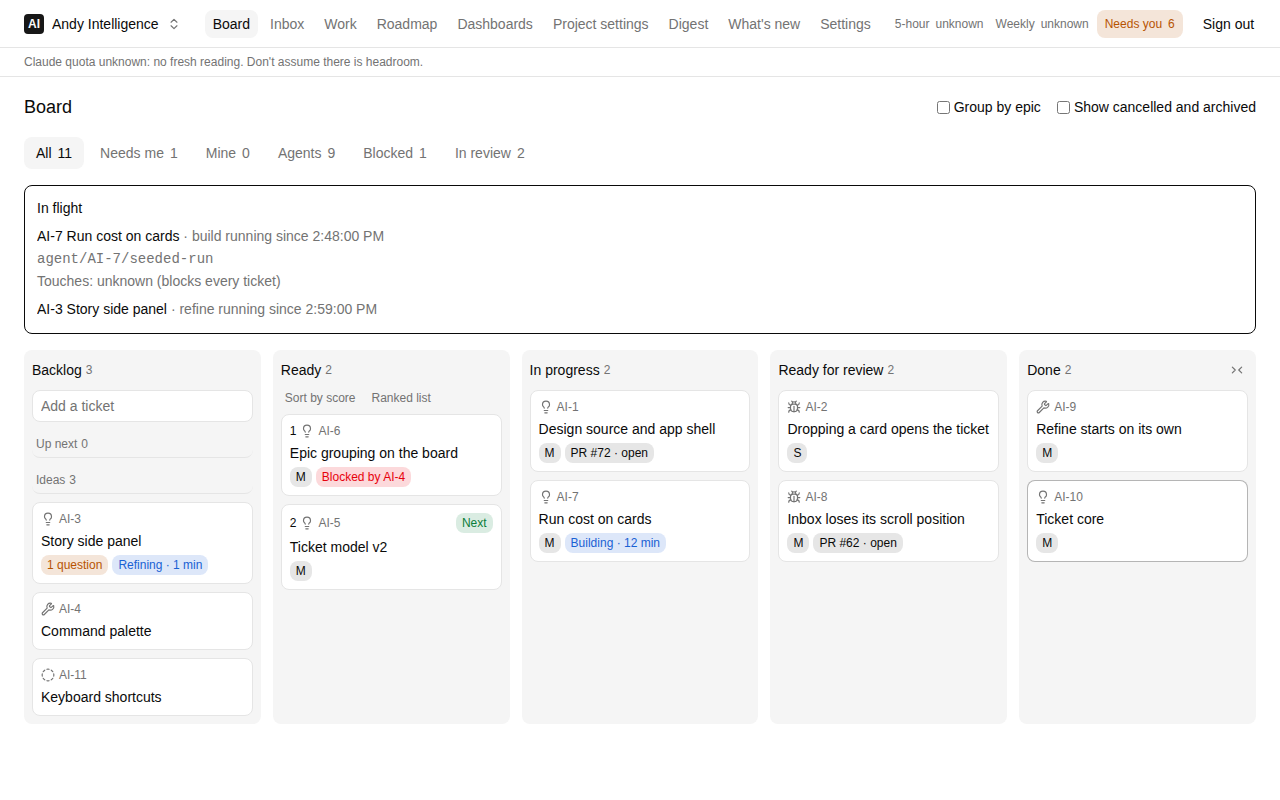 AI Andy Intelligence Board Inbox Work Roadmap Dashboards Project settings Digest What's new Settings 5-hour unknown Weekly unknown Needs you 6 Sign out
Claude quota unknown: no fresh reading. Don't assume there is headroom.
Board Group by epic Show cancelled and archived
All 11 Needs me 1 Mine 0 Agents 9 Blocked 1 In review 2
In flight
AI-7 Run cost on cards · build running since 2:48:00 PM
agent/AI-7/seeded-run
Touches: unknown (blocks every ticket)
AI-3 Story side panel · refine running since 2:59:00 PM
Backlog 3
Add a ticket
Up next 0
Ideas 3
AI-3
Story side panel
1 question Refining · 1 min
AI-4
Command palette
AI-11
Keyboard shortcuts
Ready 2
Sort by score Ranked list
1 AI-6
Epic grouping on the board
M Blocked by AI-4
2 AI-5 Next
Ticket model v2
M
In progress 2
AI-1
Design source and app shell
M PR #72 · open
AI-7
Run cost on cards
M Building · 12 min
Ready for review 2
AI-2
Dropping a card opens the ticket
S
AI-8
Inbox loses its scroll position
M PR #62 · open
Done 2
AI-9
Refine starts on its own
M
AI-10
Ticket core
M